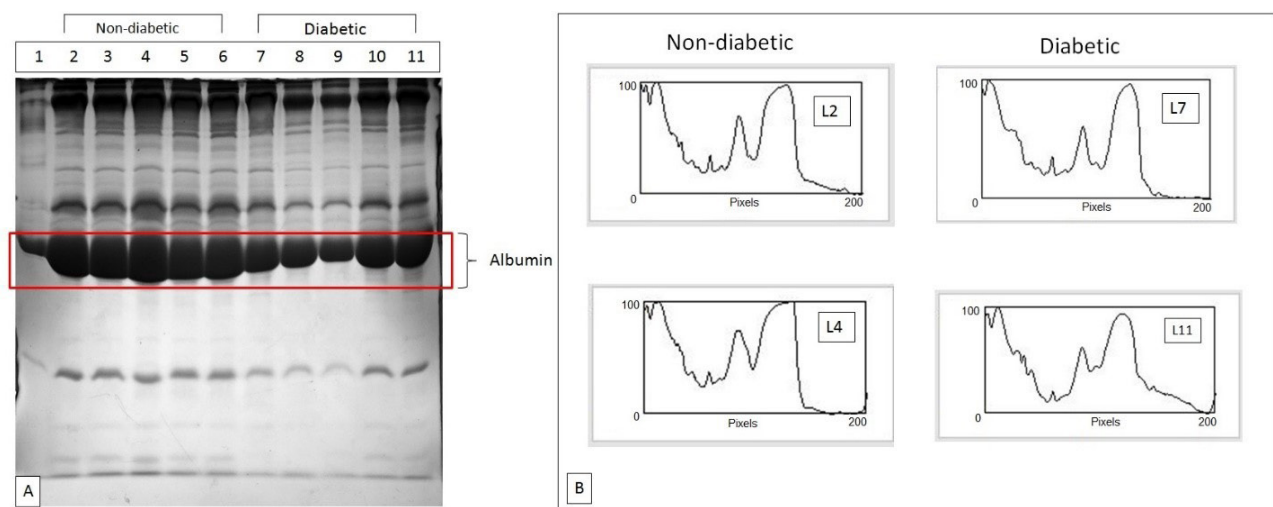 Non-diabetic
Diabetic
1 2 3 4 5 6 7 8 9 10 11
Albumin
A
Non-diabetic
Diabetic
100
0
Pixels
200
L2
100
0
Pixels
200
L7
100
0
Pixels
200
L4
100
0
Pixels
200
L11
B